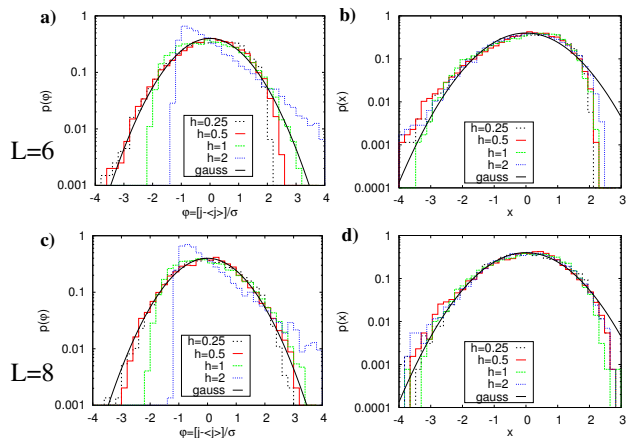 a)
1
0.1
0.01
0.001
p(φ)
h=0.25
h=0.5
h=1
h=2
gauss
-4 -3 -2 -1 0 1 2 3 4
φ=[j-<j>]/σ
b)
1
0.1
0.01
0.001
0.0001
p(x)
h=0.25
h=0.5
h=1
h=2
gauss
-4 -3 -2 -1 0 1 2 3
x
L=6
c)
1
0.1
0.01
0.001
p(φ)
h=0.25
h=0.5
h=1
h=2
gauss
-4 -3 -2 -1 0 1 2 3 4
φ=[j-<j>]/σ
d)
1
0.1
0.01
0.001
0.0001
p(x)
h=0.25
h=0.5
h=1
h=2
gauss
-4 -3 -2 -1 0 1 2 3
x
L=8